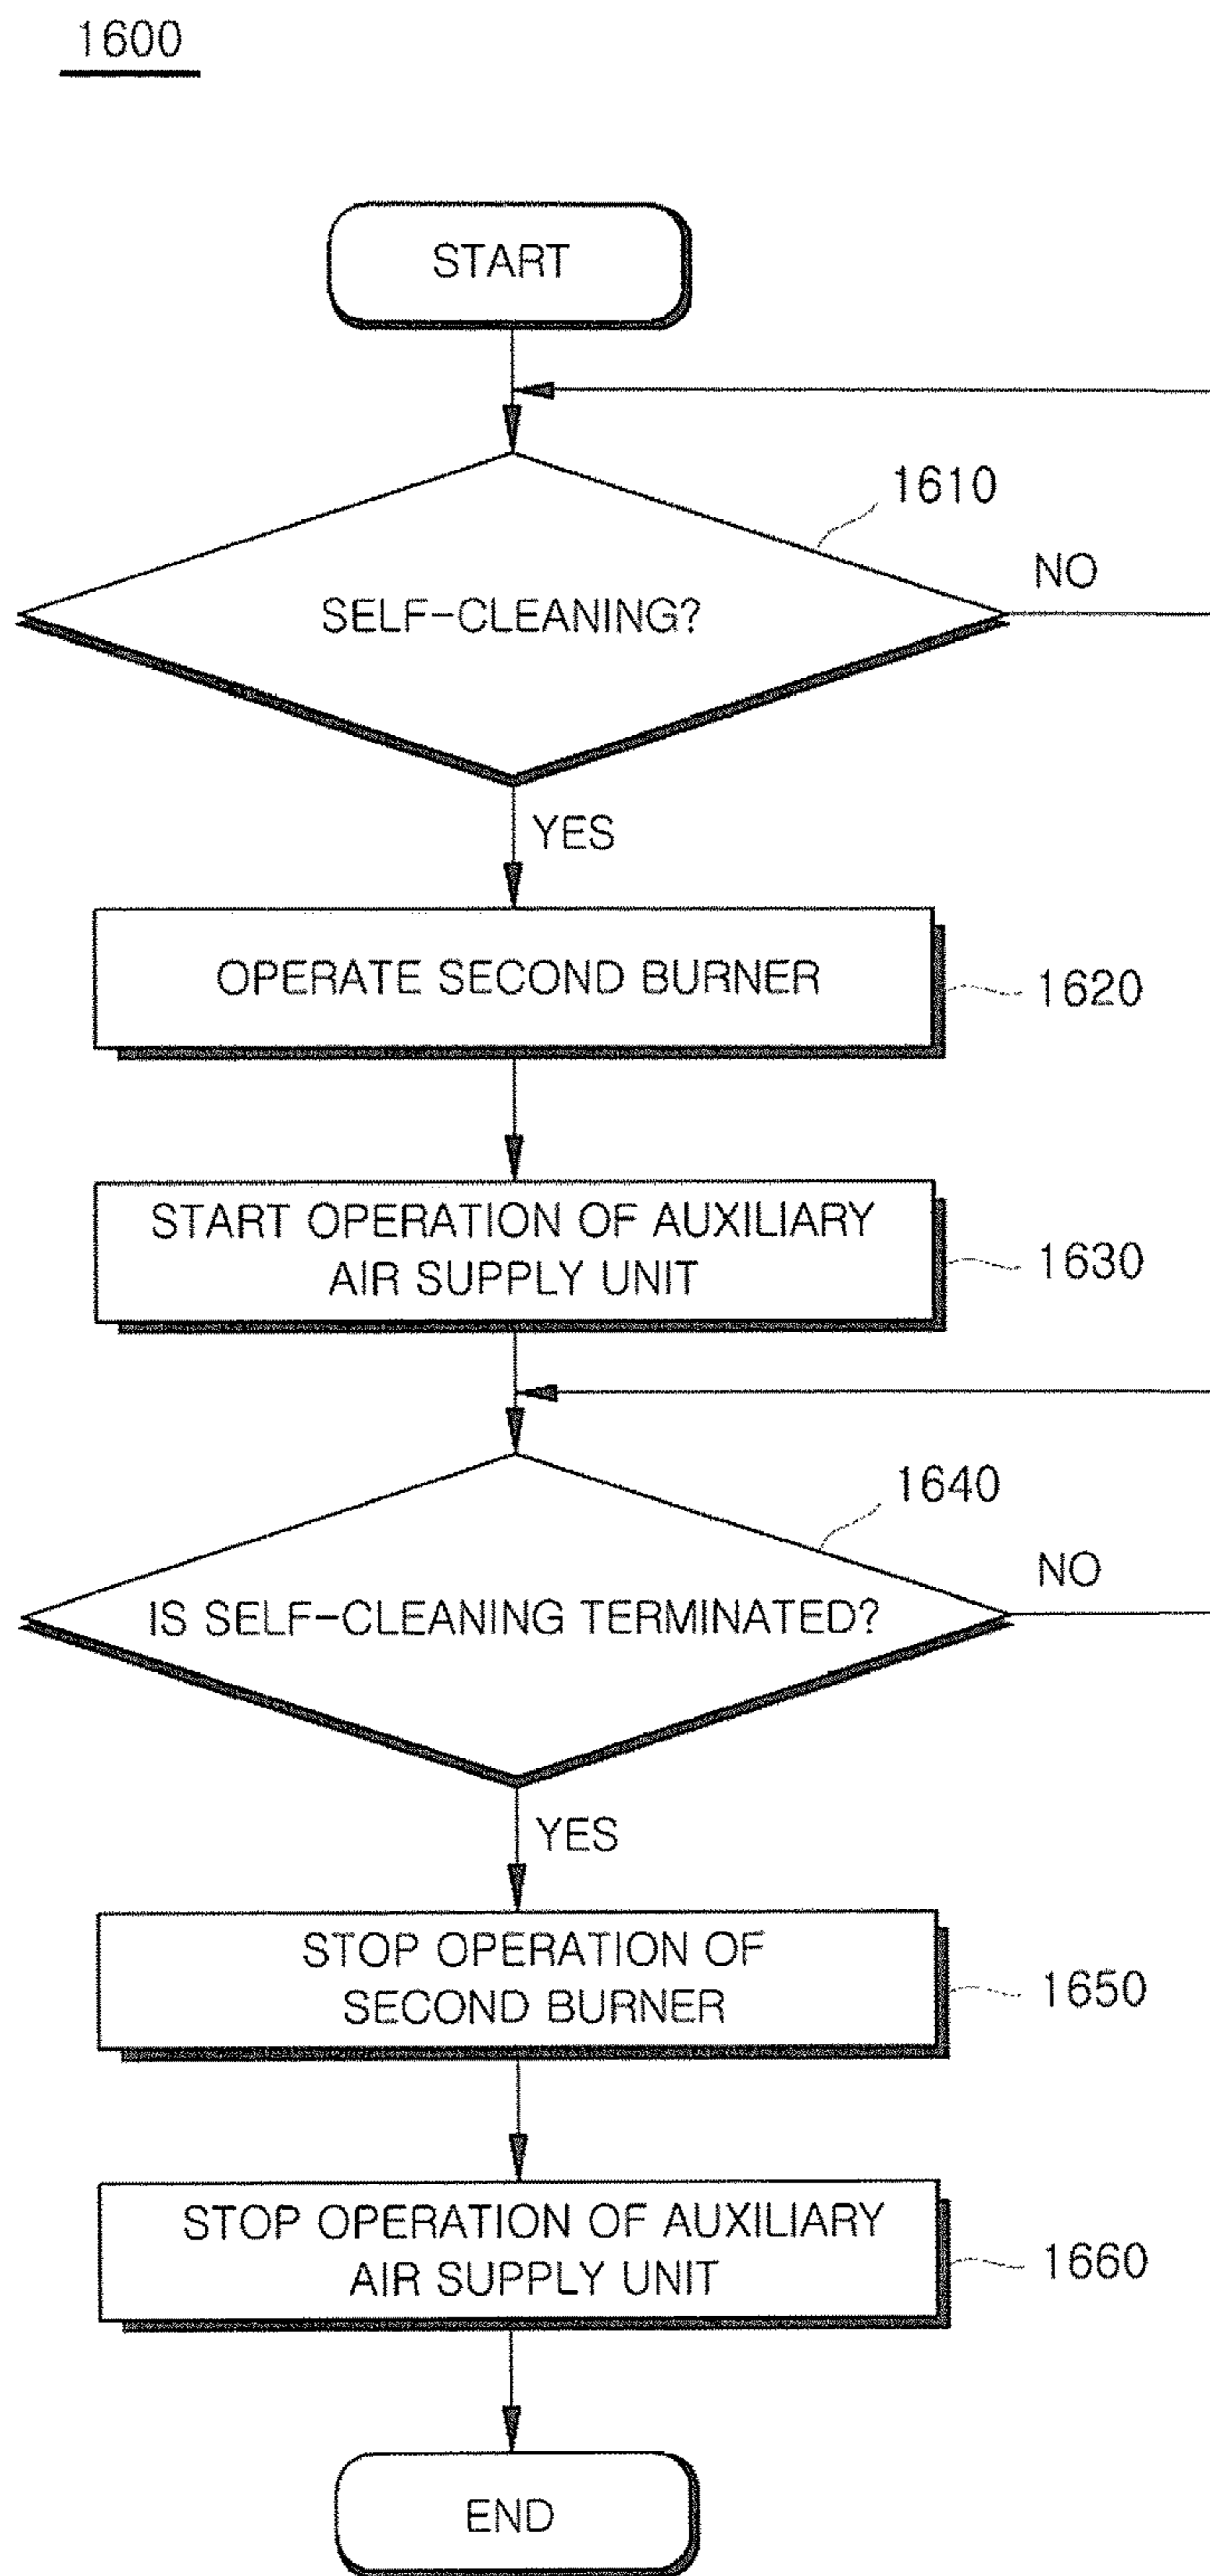 1600
START
1610
NO
SELF-CLEANING?
YES
OPERATE SECOND BURNER
1620
START OPERATION OF AUXILIARY
AIR SUPPLY UNIT
1630
1640
NO
IS SELF-CLEANING TERMINATED?
YES
STOP OPERATION OF
SECOND BURNER
1650
STOP OPERATION OF AUXILIARY
AIR SUPPLY UNIT
1660
END